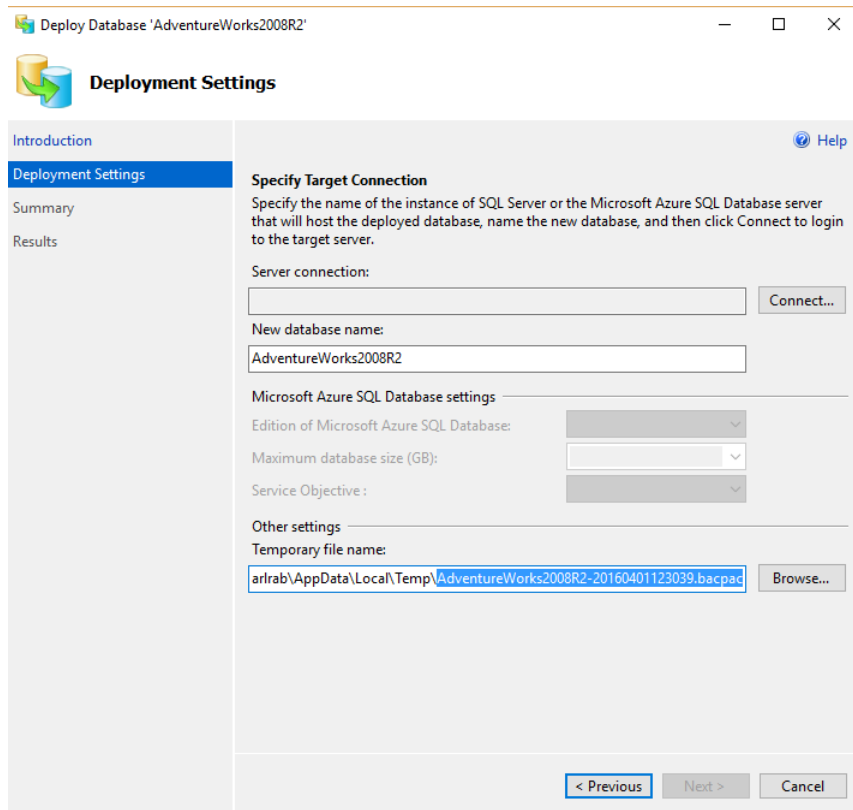 Deploy Database 'AdventureWorks2008R2'
Deployment Settings
Introduction
Help
Deployment Settings
Summary
Results
Specify Target Connection
Specify the name of the instance of SQL Server or the Microsoft Azure SQL Database server
that will host the deployed database, name the new database, and then click Connect to login
to the target server.
Server connection:
Connect...
New database name:
AdventureWorks2008R2
Microsoft Azure SQL Database settings
Edition of Microsoft Azure SQL Database:
Maximum database size (GB):
Service Objective :
Other settings
Temporary file name:
arlrab\AppData\Local\Temp\AdventureWorks2008R2-20160401123039.bacpac
Browse...
< Previous
Next >
Cancel